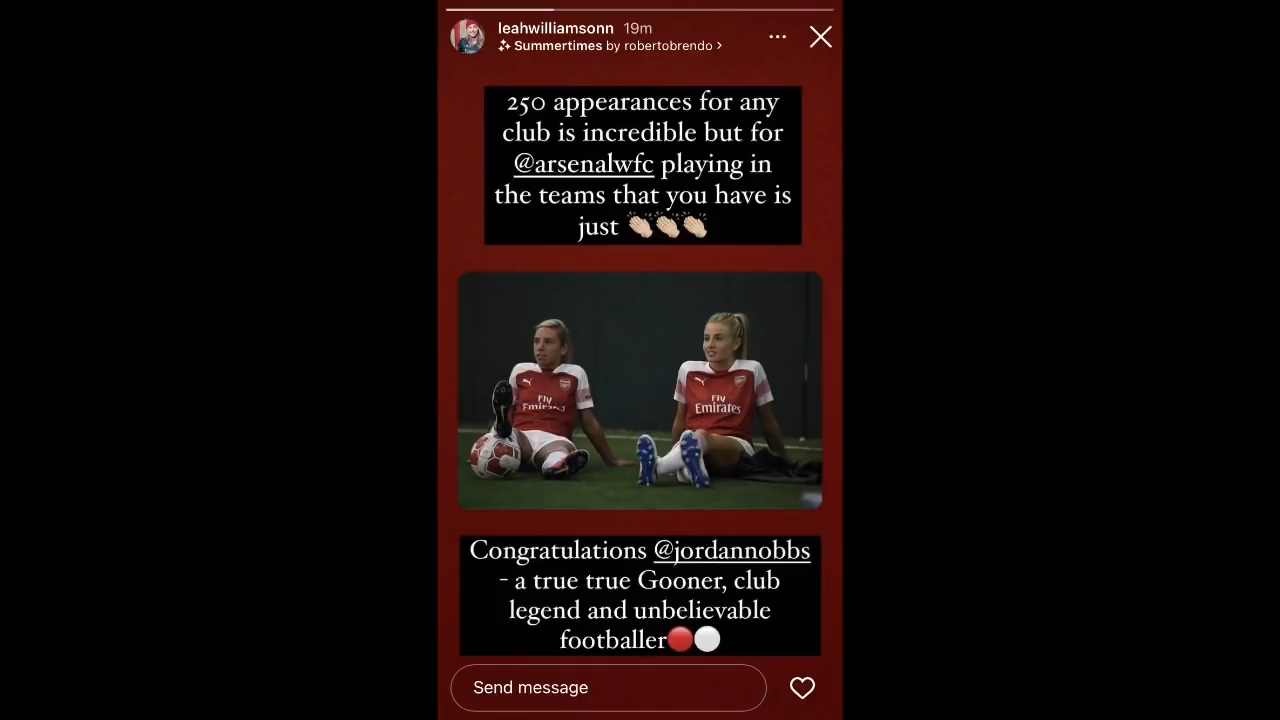 leahwilliamsonn 19m
Summertimes by robertobrendo >
250 appearances for any
club is incredible but for
@arsenalwfc playing in
the teams that you have is
just 👏🏻👏🏻👏🏻
Fly
Emirates
Fly
Emirates
Congratulations @jordannobbs
- a true true Gooner, club
legend and unbelievable
footballer🔴⚪
Send message